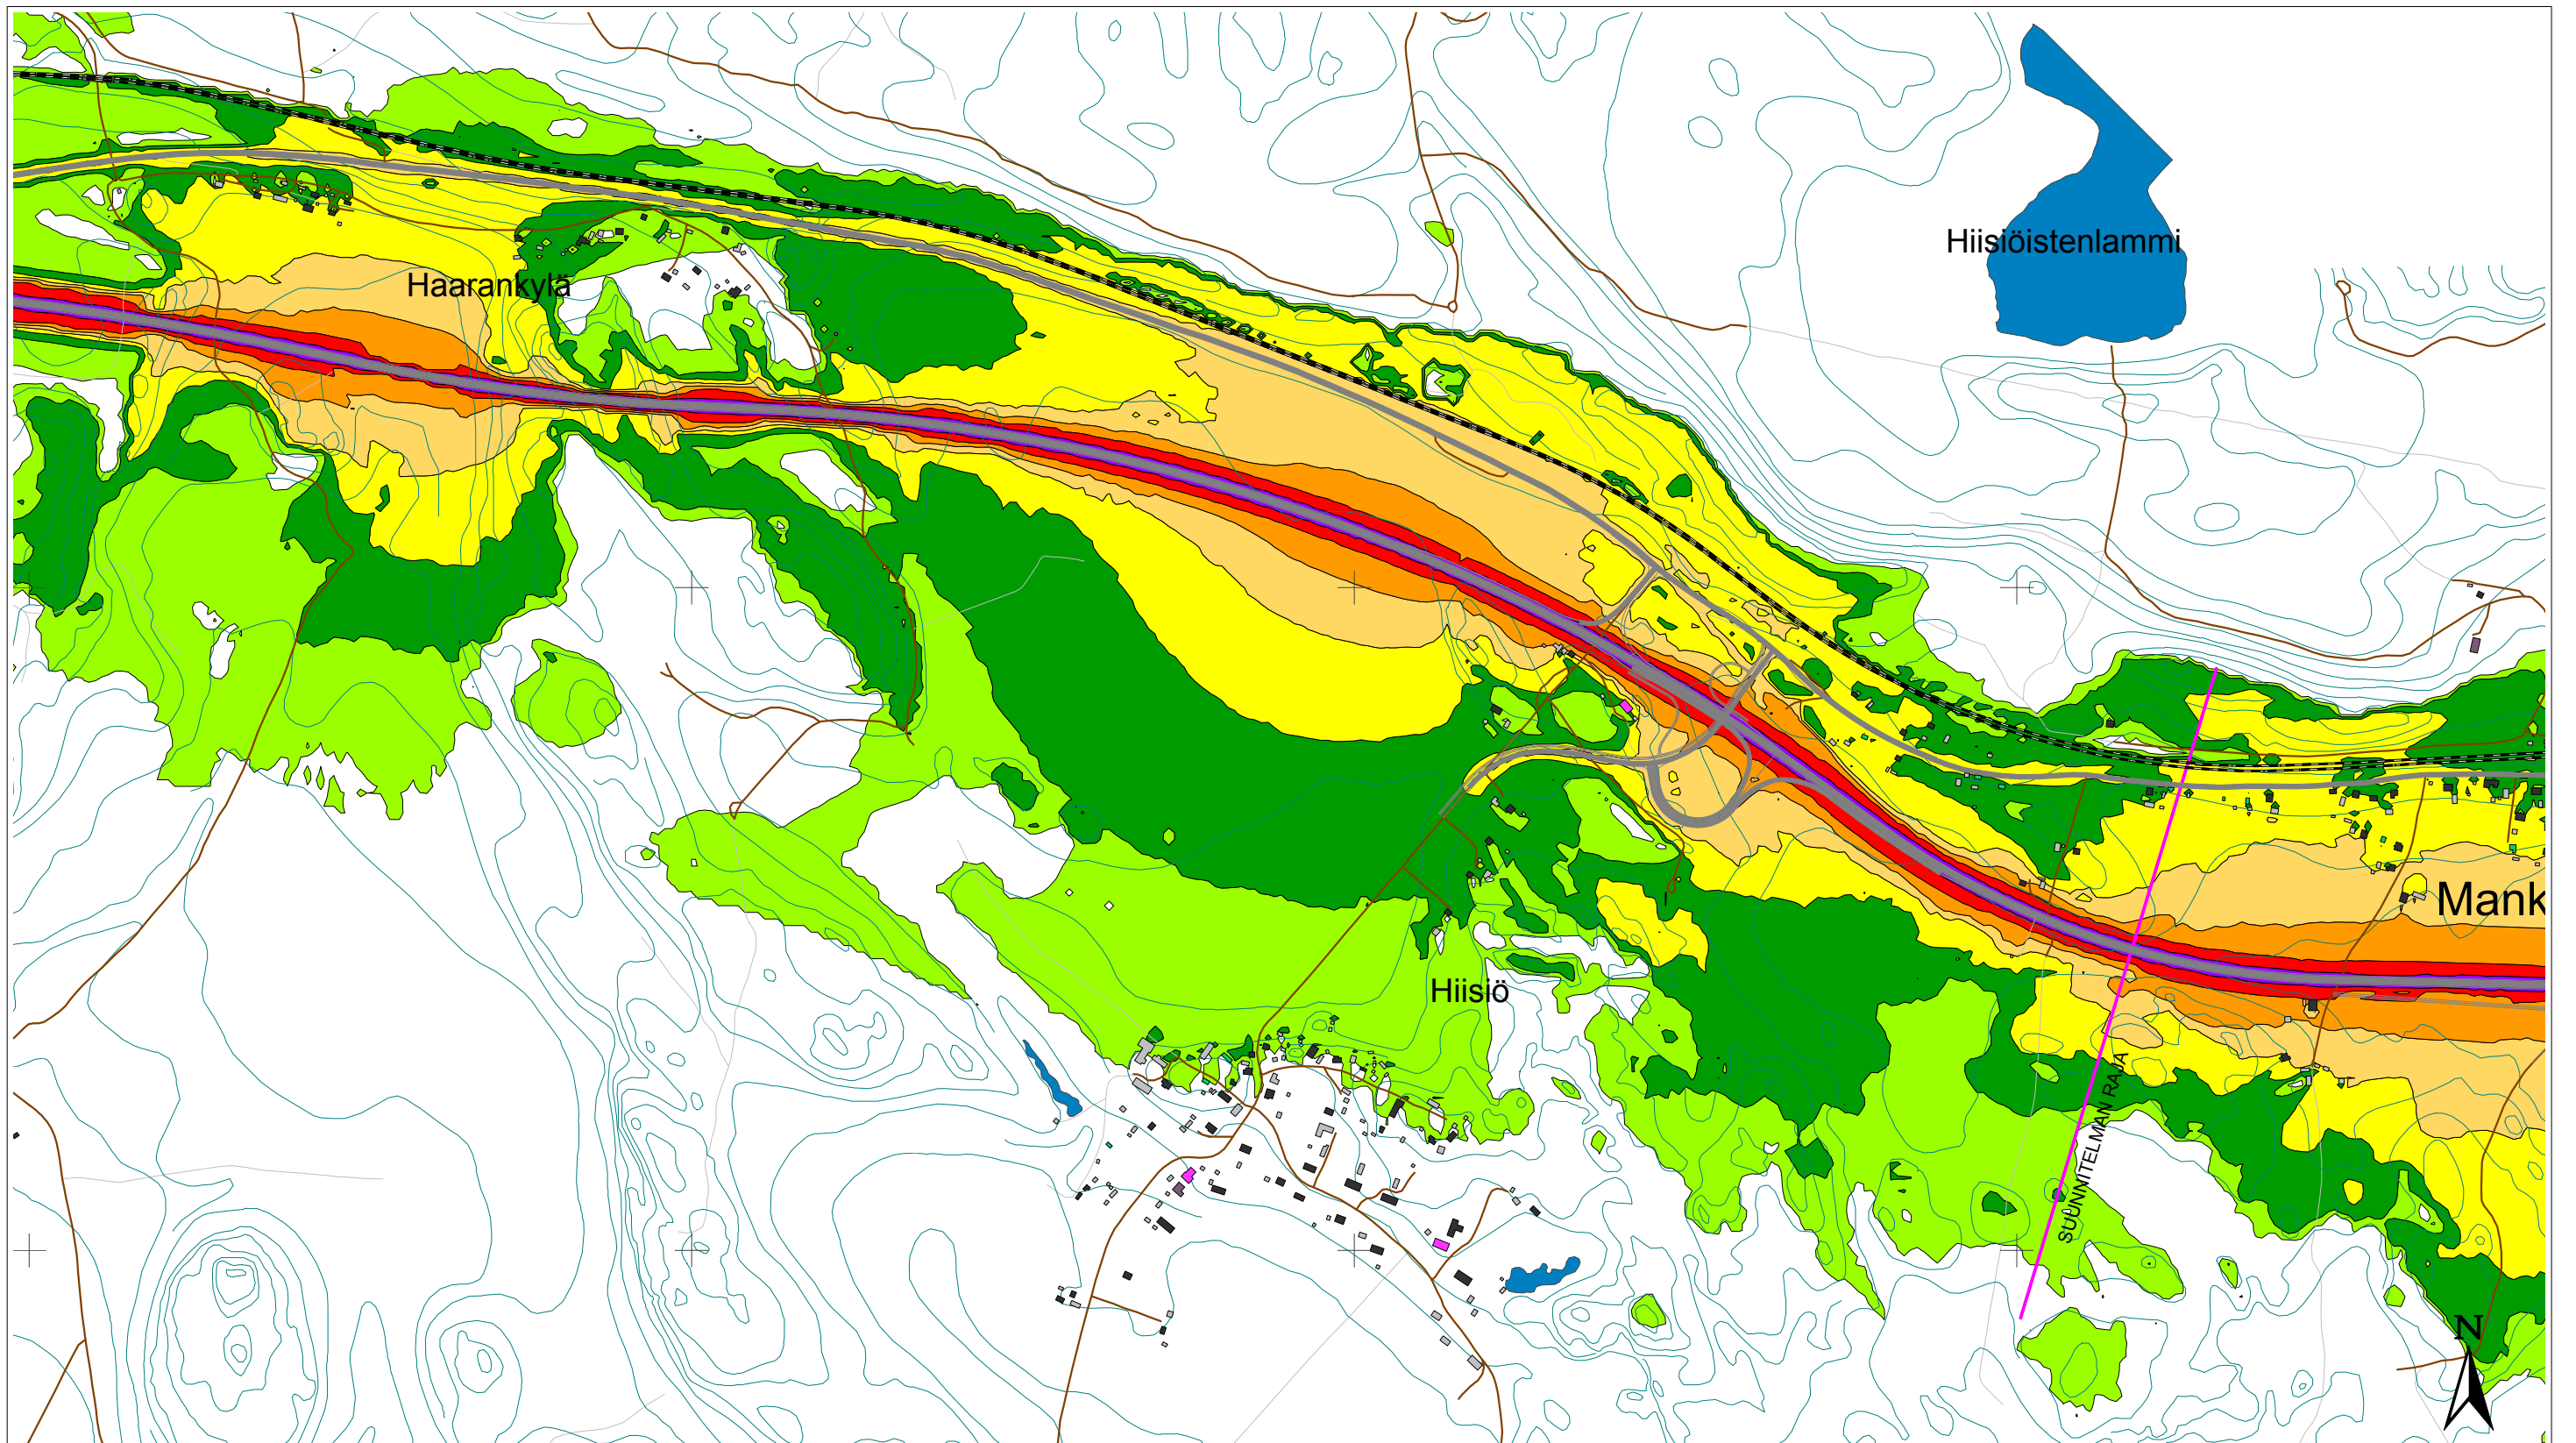 Hiisiöistenlammi
Haarankylä
Mank
Hiisiö
SUUNNITELMAN RAJA
N